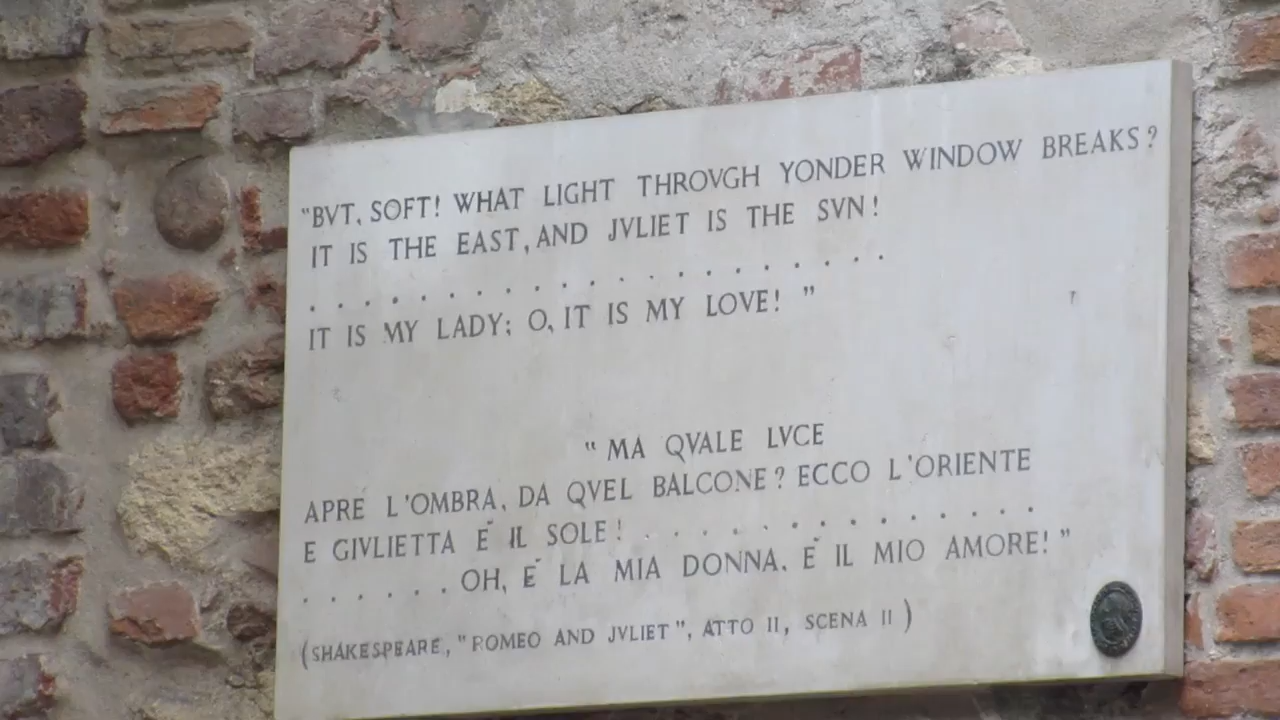 "BVT, SOFT! WHAT LIGHT THROVGH YONDER WINDOW BREAKS?
IT IS THE EAST, AND JVLIET IS THE SVN!
. . . . . . . . . . . . . . . . . . . . .
IT IS MY LADY; O, IT IS MY LOVE! "
" MA QVALE LVCE
APRE L'OMBRA, DA QVEL BALCONE? ECCO L'ORIENTE
E GIVLIETTA È IL SOLE! . . . . . . . . . . . . . .
. . . . . . OH, È LA MIA DONNA, È IL MIO AMORE! "
(SHAKESPEARE, "ROMEO AND JVLIET", ATTO II, SCENA II )